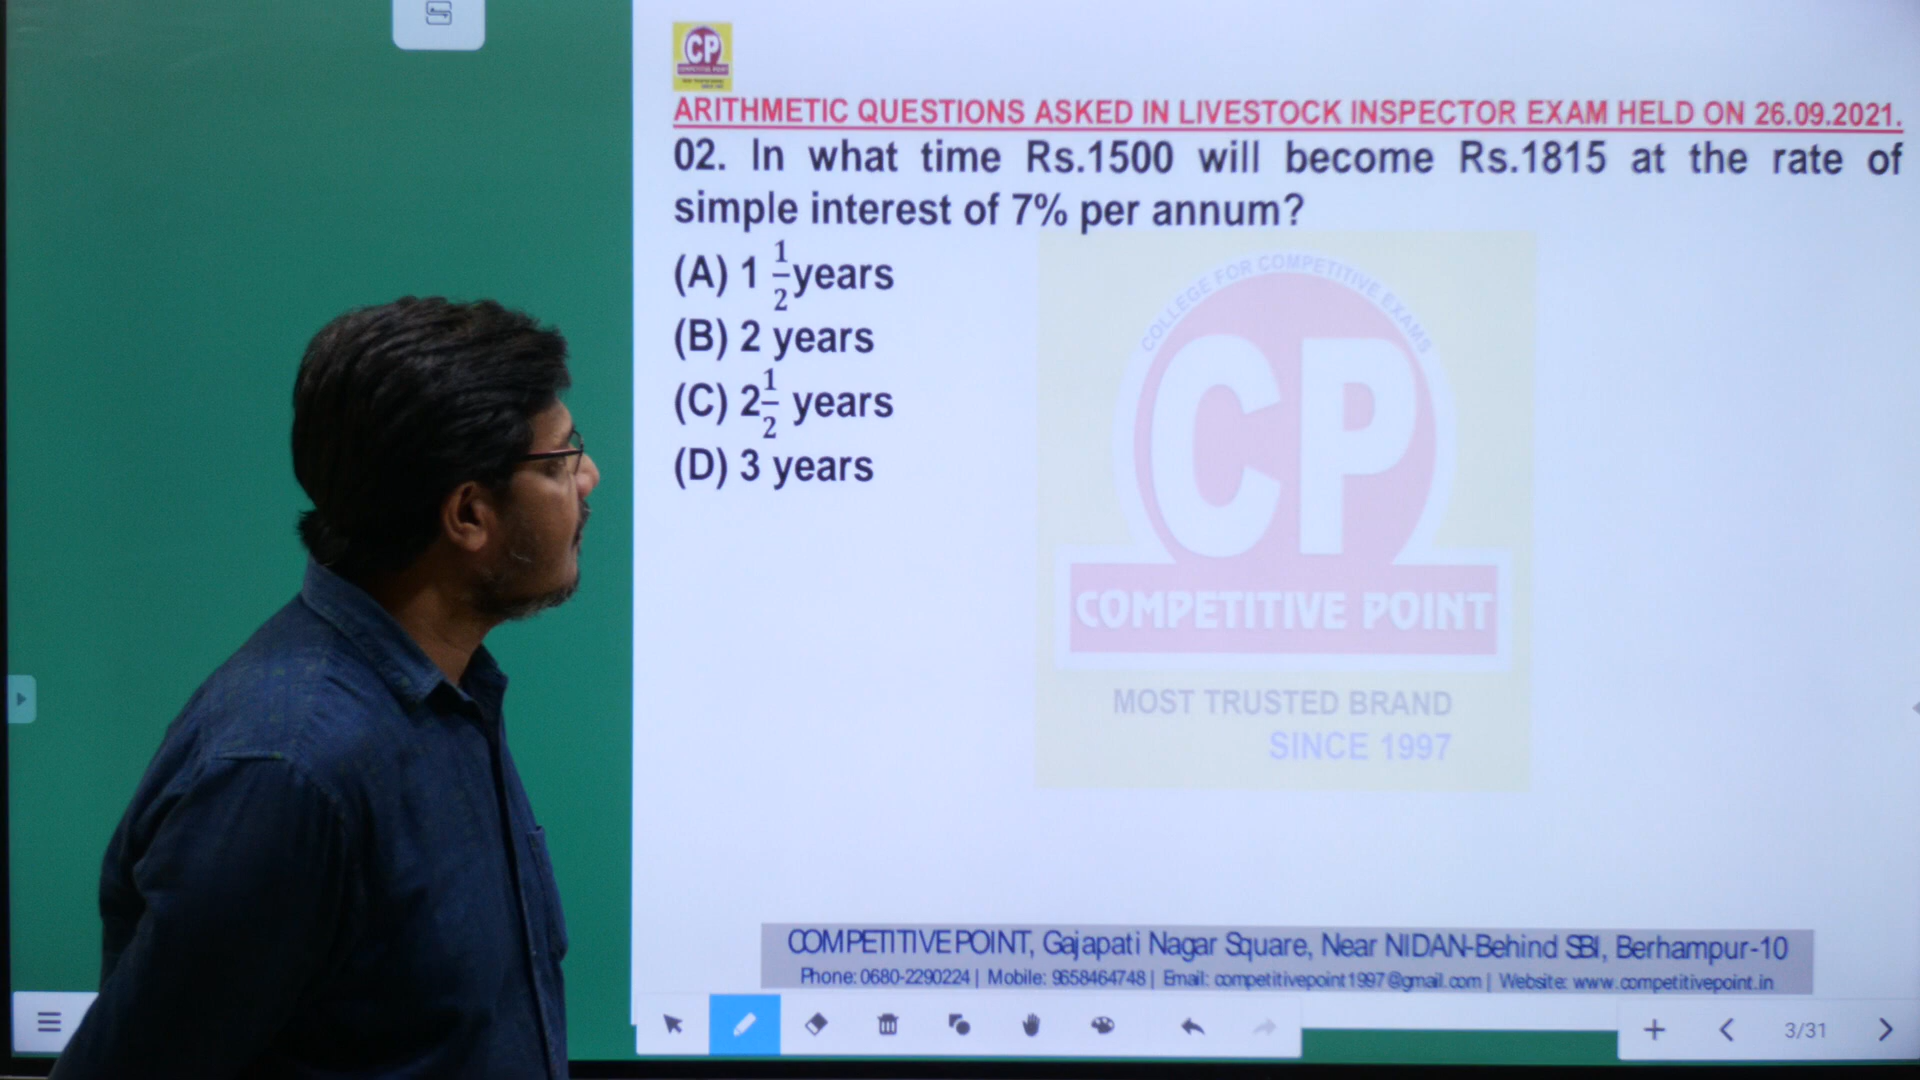 CP
COMPETITIVE POINT
ARITHMETIC QUESTIONS ASKED IN LIVESTOCK INSPECTOR EXAM HELD ON 26.09.2021.
02. In what time Rs.1500 will become Rs.1815 at the rate of
simple interest of 7% per annum?
(A) 1 1/2 years
(B) 2 years
(C) 2 1/2 years
(D) 3 years
COLLEGE FOR COMPETITIVE EXAMS
CP
COMPETITIVE POINT
MOST TRUSTED BRAND
SINCE 1997
COMPETITIVE POINT, Gajapati Nagar Square, Near NIDAN-Behind SBI, Berhampur-10
Phone: 0680-2290224 | Mobile: 9658464748 | Email: competitivepoint1997@gmail.com | Website: www.competitivepoint.in
3/31